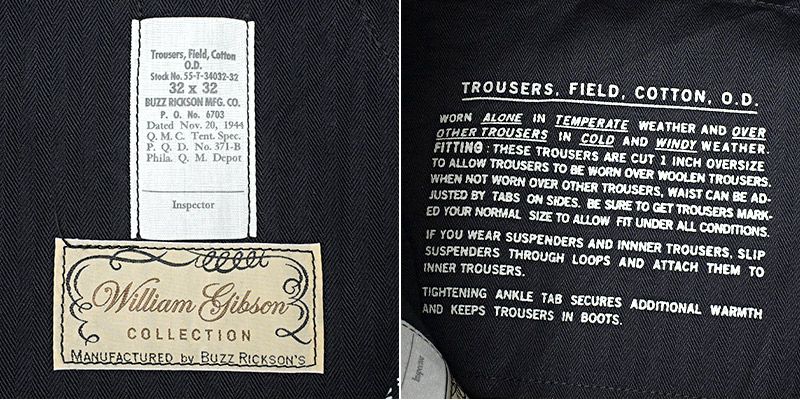 Trousers, Field, Cotton
O.D.
Stock No. 55-T-34032-32
32 x 32
BUZZ RICKSON MFG. CO.
P. O. No. 6703
Dated Nov. 20, 1944
Q. M. C. Tent. Spec.
P. Q. D. No. 371-B
Phila. Q. M. Depot
Inspector
William Gibson
COLLECTION
MANUFACTURED by BUZZ RICKSON'S
TROUSERS, FIELD, COTTON, O.D.
WORN ALONE IN TEMPERATE WEATHER AND OVER
OTHER TROUSERS IN COLD AND WINDY WEATHER.
FITTING : THESE TROUSERS ARE CUT 1 INCH OVERSIZE
TO ALLOW TROUSERS TO BE WORN OVER WOOLEN TROUSERS.
WHEN NOT WORN OVER OTHER TROUSERS, WAIST CAN BE AD-
JUSTED BY TABS ON SIDES. BE SURE TO GET TROUSERS MARK-
ED YOUR NORMAL SIZE TO ALLOW FIT UNDER ALL CONDITIONS.
IF YOU WEAR SUSPENDERS AND INNNER TROUSERS, SLIP
SUSPENDERS THROUGH LOOPS AND ATTACH THEM TO
INNER TROUSERS.
TIGHTENING ANKLE TAB SECURES ADDITIONAL WARMTH
AND KEEPS TROUSERS IN BOOTS.
Inspector